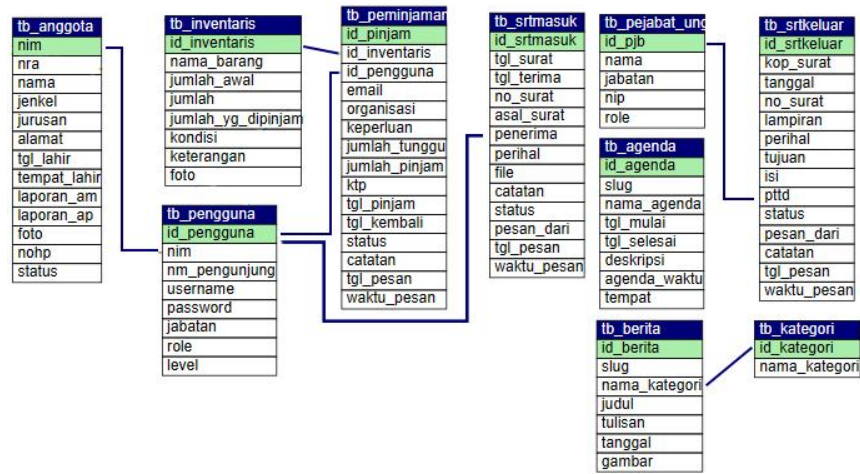 tb_anggota
nim
nra
nama
jenkel
jurusan
alamat
tgl_lahir
tempat_lahir
laporan_am
laporan_ap
foto
nohp
status
tb_inventaris
id_inventaris
nama_barang
jumlah_awal
jumlah
jumlah_yg_dipinjam
kondisi
keterangan
foto
tb_pengguna
id_pengguna
nim
nm_pengunjung
username
password
jabatan
role
level
tb_peminjaman
id_pinjam
id_inventaris
id_pengguna
email
organisasi
keperluan
jumlah_tunggu
jumlah_pinjam
ktp
tgl_pinjam
tgl_kembali
status
catatan
tgl_pesan
waktu_pesan
tb_srtmasuk
id_srtmasuk
tgl_surat
tgl_terima
no_surat
asal_surat
penerima
perihal
file
catatan
status
pesan_dari
tgl_pesan
waktu_pesan
tb_pejabat_ung
id_pjb
nama
jabatan
nip
role
tb_agenda
id_agenda
slug
nama_agenda
tgl_mulai
tgl_selesai
deskripsi
agenda_waktu
tempat
tb_berita
id_berita
slug
nama_kategori
judul
tulisan
tanggal
gambar
tb_srtkeluar
id_srtkeluar
kop_surat
tanggal
no_surat
lampiran
perihal
tujuan
isi
pttd
status
pesan_dari
catatan
tgl_pesan
waktu_pesan
tb_kategori
id_kategori
nama_kategori